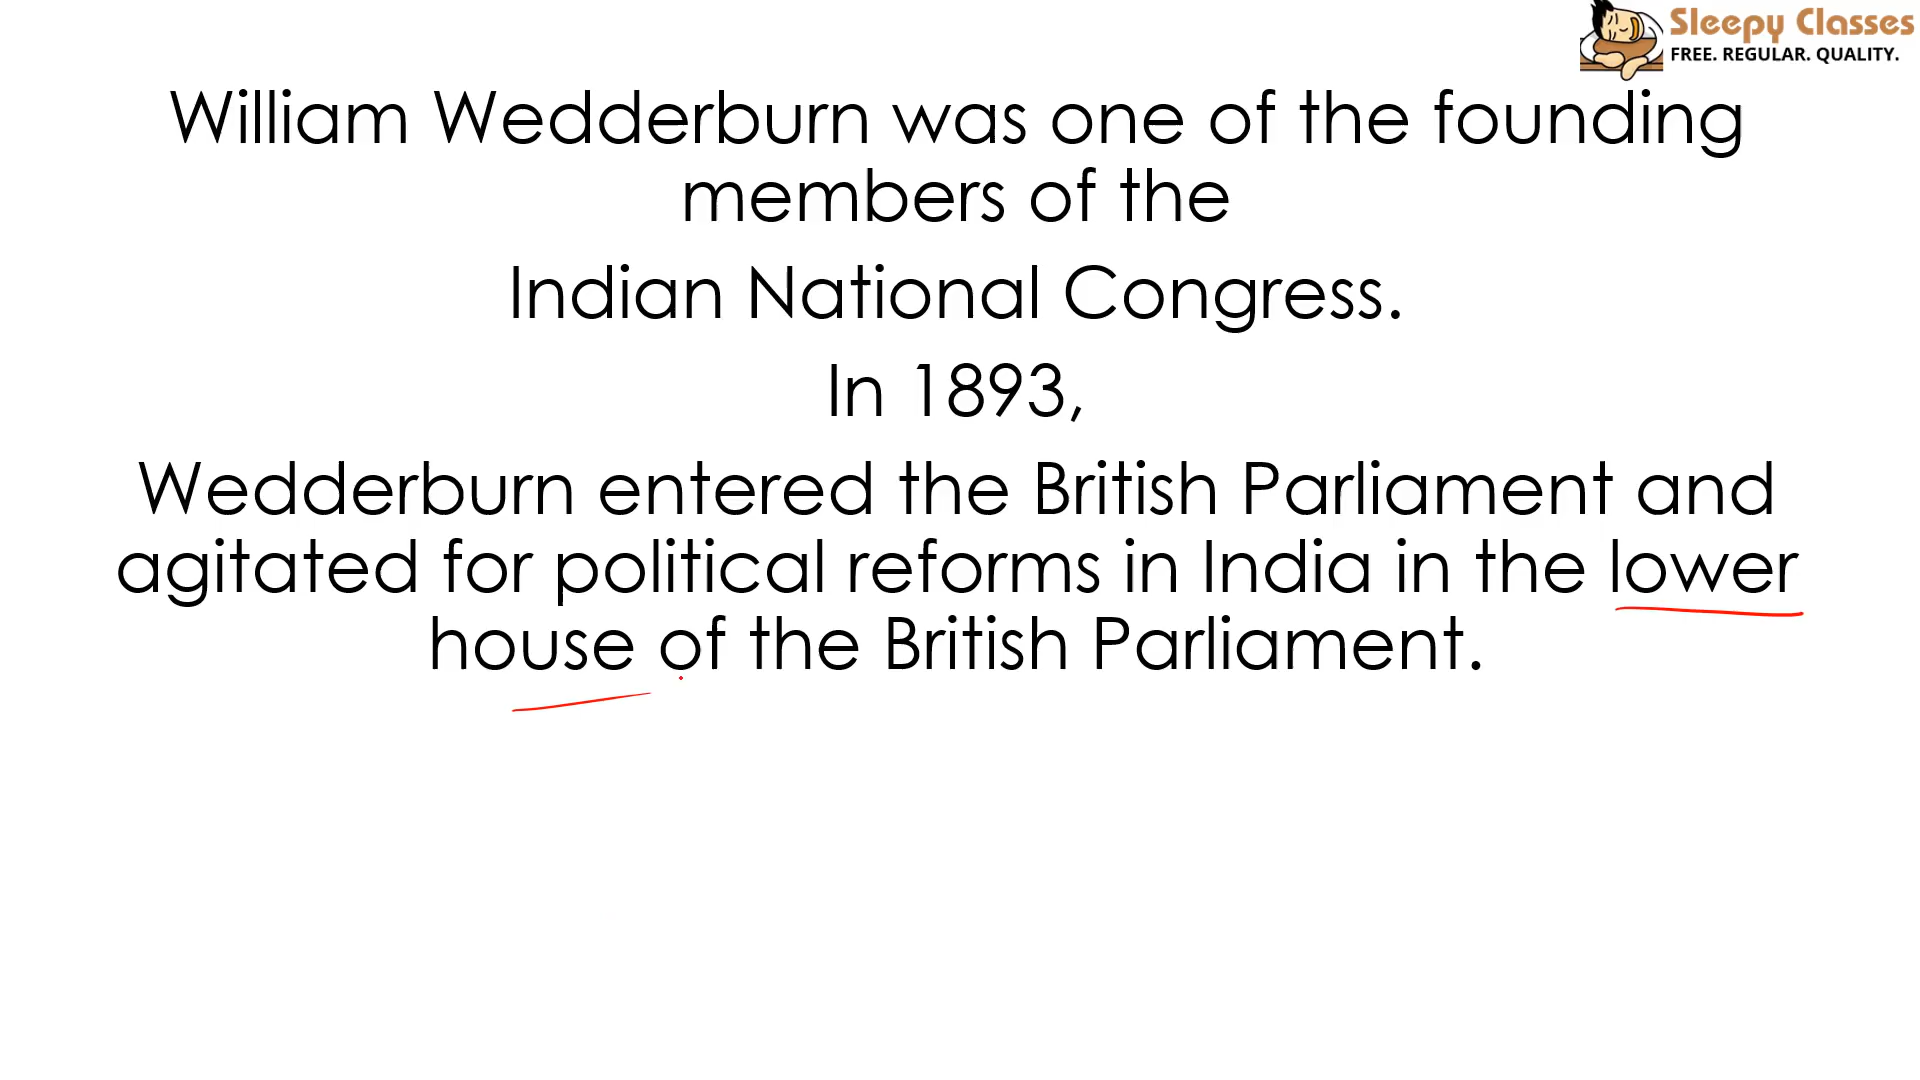 Sleepy Classes
FREE. REGULAR. QUALITY.
William Wedderburn was one of the founding
members of the
Indian National Congress.
In 1893,
Wedderburn entered the British Parliament and
agitated for political reforms in India in the lower
house of the British Parliament.